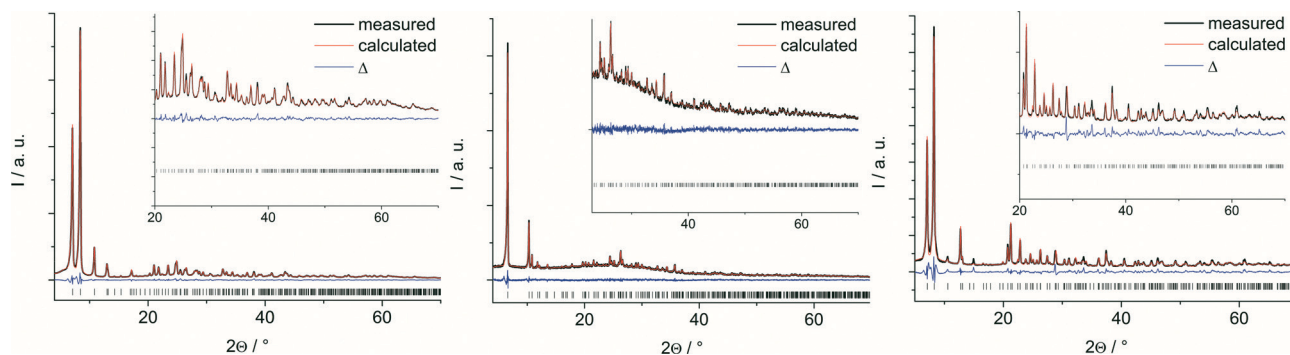 measured
calculated
Δ
20 40 60
I / a. u.
20 40 60
2Θ / °
measured
calculated
Δ
40 60
I / a. u.
20 40 60
2Θ / °
measured
calculated
Δ
20 40 60
I / a. u.
20 40 60
2Θ / °